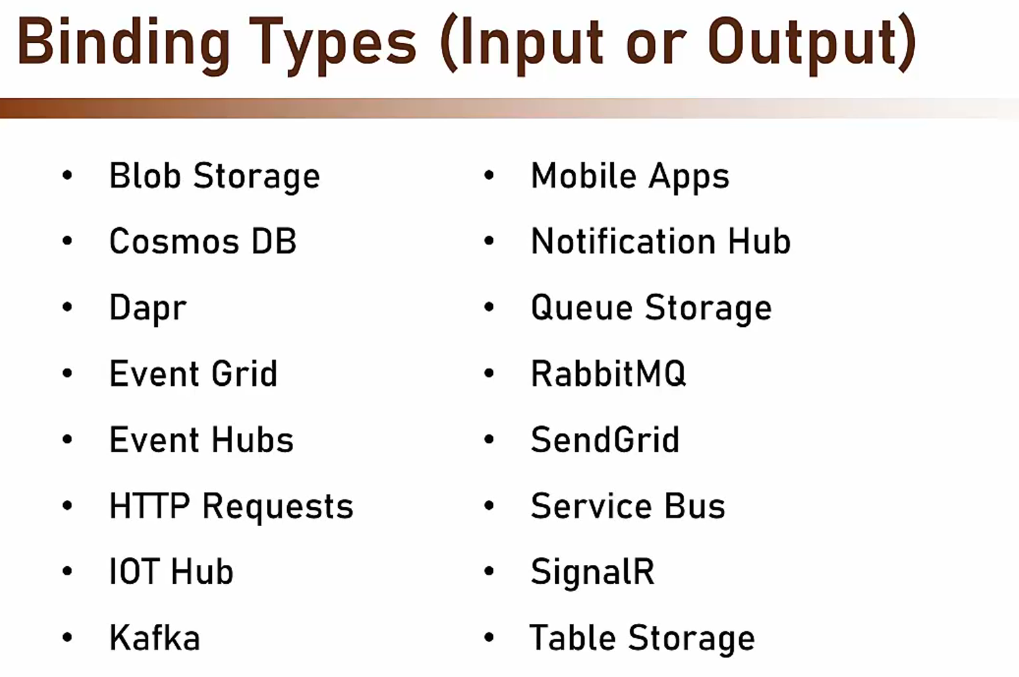 Binding Types (Input or Output)
• Blob Storage
• Cosmos DB
• Dapr
• Event Grid
• Event Hubs
• HTTP Requests
• IOT Hub
• Kafka
• Mobile Apps
• Notification Hub
• Queue Storage
• RabbitMQ
• SendGrid
• Service Bus
• SignalR
• Table Storage